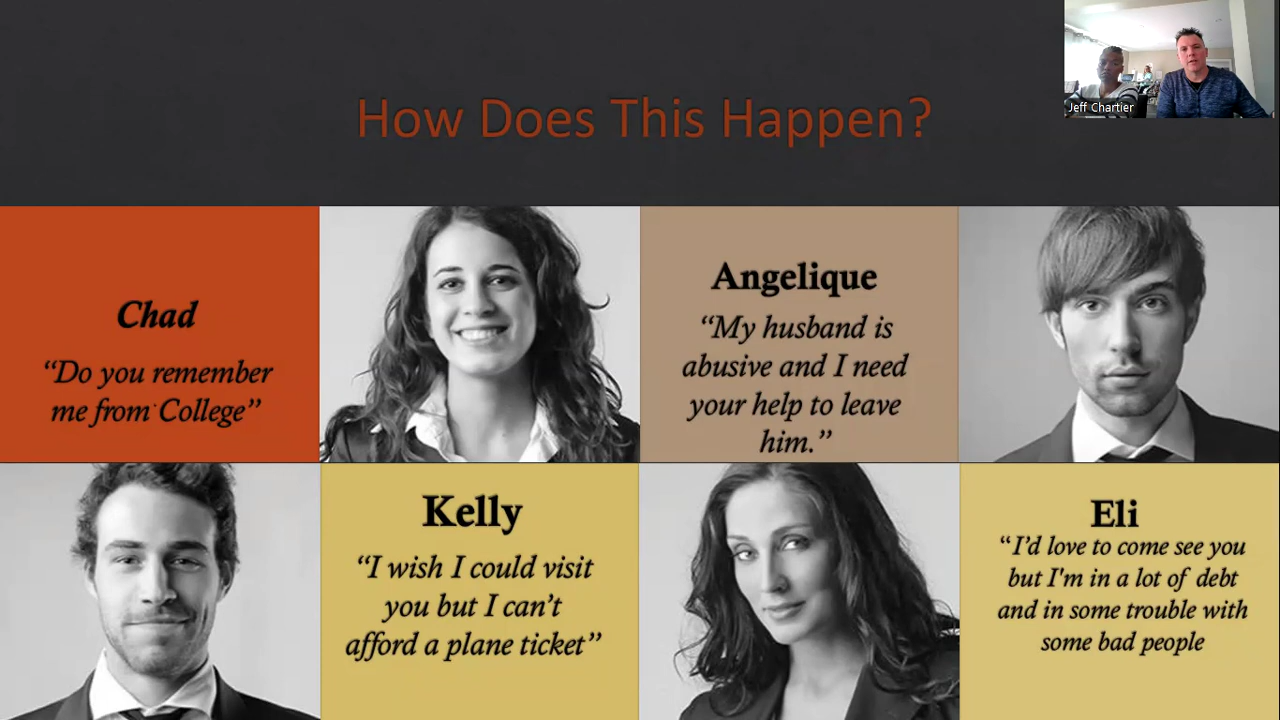 How Does This Happen?
Jeff Chartier
Chad
“Do you remember
me from College”
Angelique
“My husband is
abusive and I need
your help to leave
him.”
Kelly
“I wish I could visit
you but I can’t
afford a plane ticket”
Eli
“I’d love to come see you
but I'm in a lot of debt
and in some trouble with
some bad people